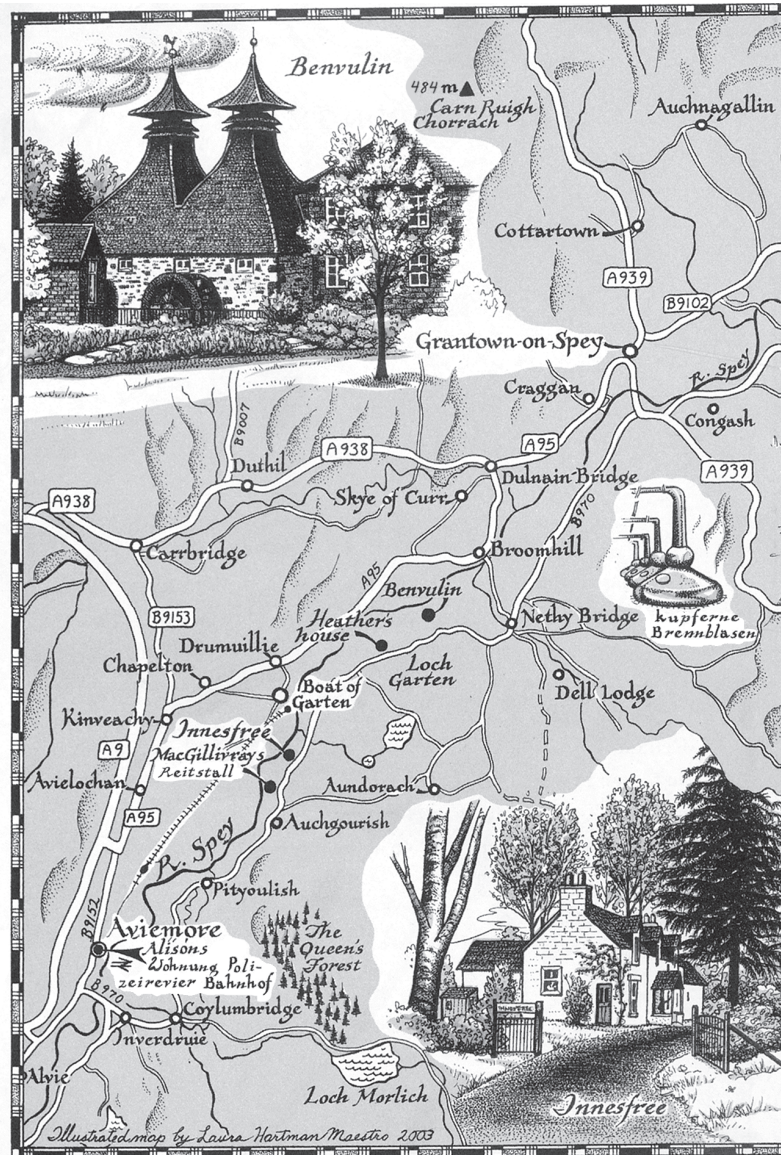 Benvulin
484 m
Carn Ruigh
Chorrach
Auchnagallin
Cottartown
A939
B9102
Grantown-on-Spey
R. Spey
Craggan
Congash
B9007
A938
A95
Duthil
Dulnain Bridge
A939
A938
Skye of Curr
B970
Carrbridge
Broomhill
A95
Benvulin
kupferne
Brennblasen
B9153
Heather's
house
Nethy Bridge
Drumuillie
Chapelton
Loch
Garten
Dell Lodge
Boat of
Garten
Kinveachy
Innesfree
A9
MacGillivrays
Reitstall
Avielochan
Aundorach
A95
Auchgourish
R. Spey
Pityoulish
B9152
Aviemore
The
Queen's
Forest
Alisons
Wohnung Poli-
zeirevier Bahnhof
N
B970
Coylumbridge
Inverdruie
Alvie
Loch Morlich
Innesfree
Illustrated map by Laura Hartman Maestro 2003